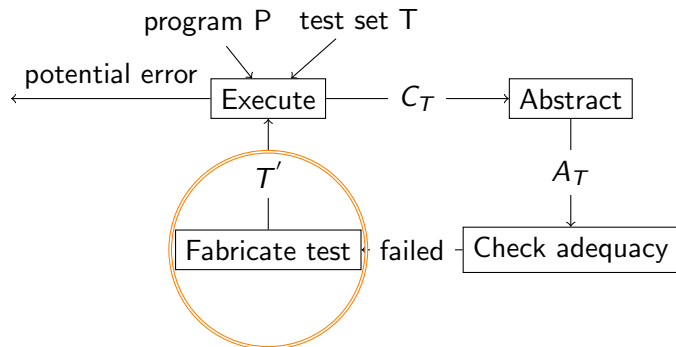 program P
test set T
potential error
Execute
C_T
Abstract
T′
A_T
Fabricate test
failed
Check adequacy